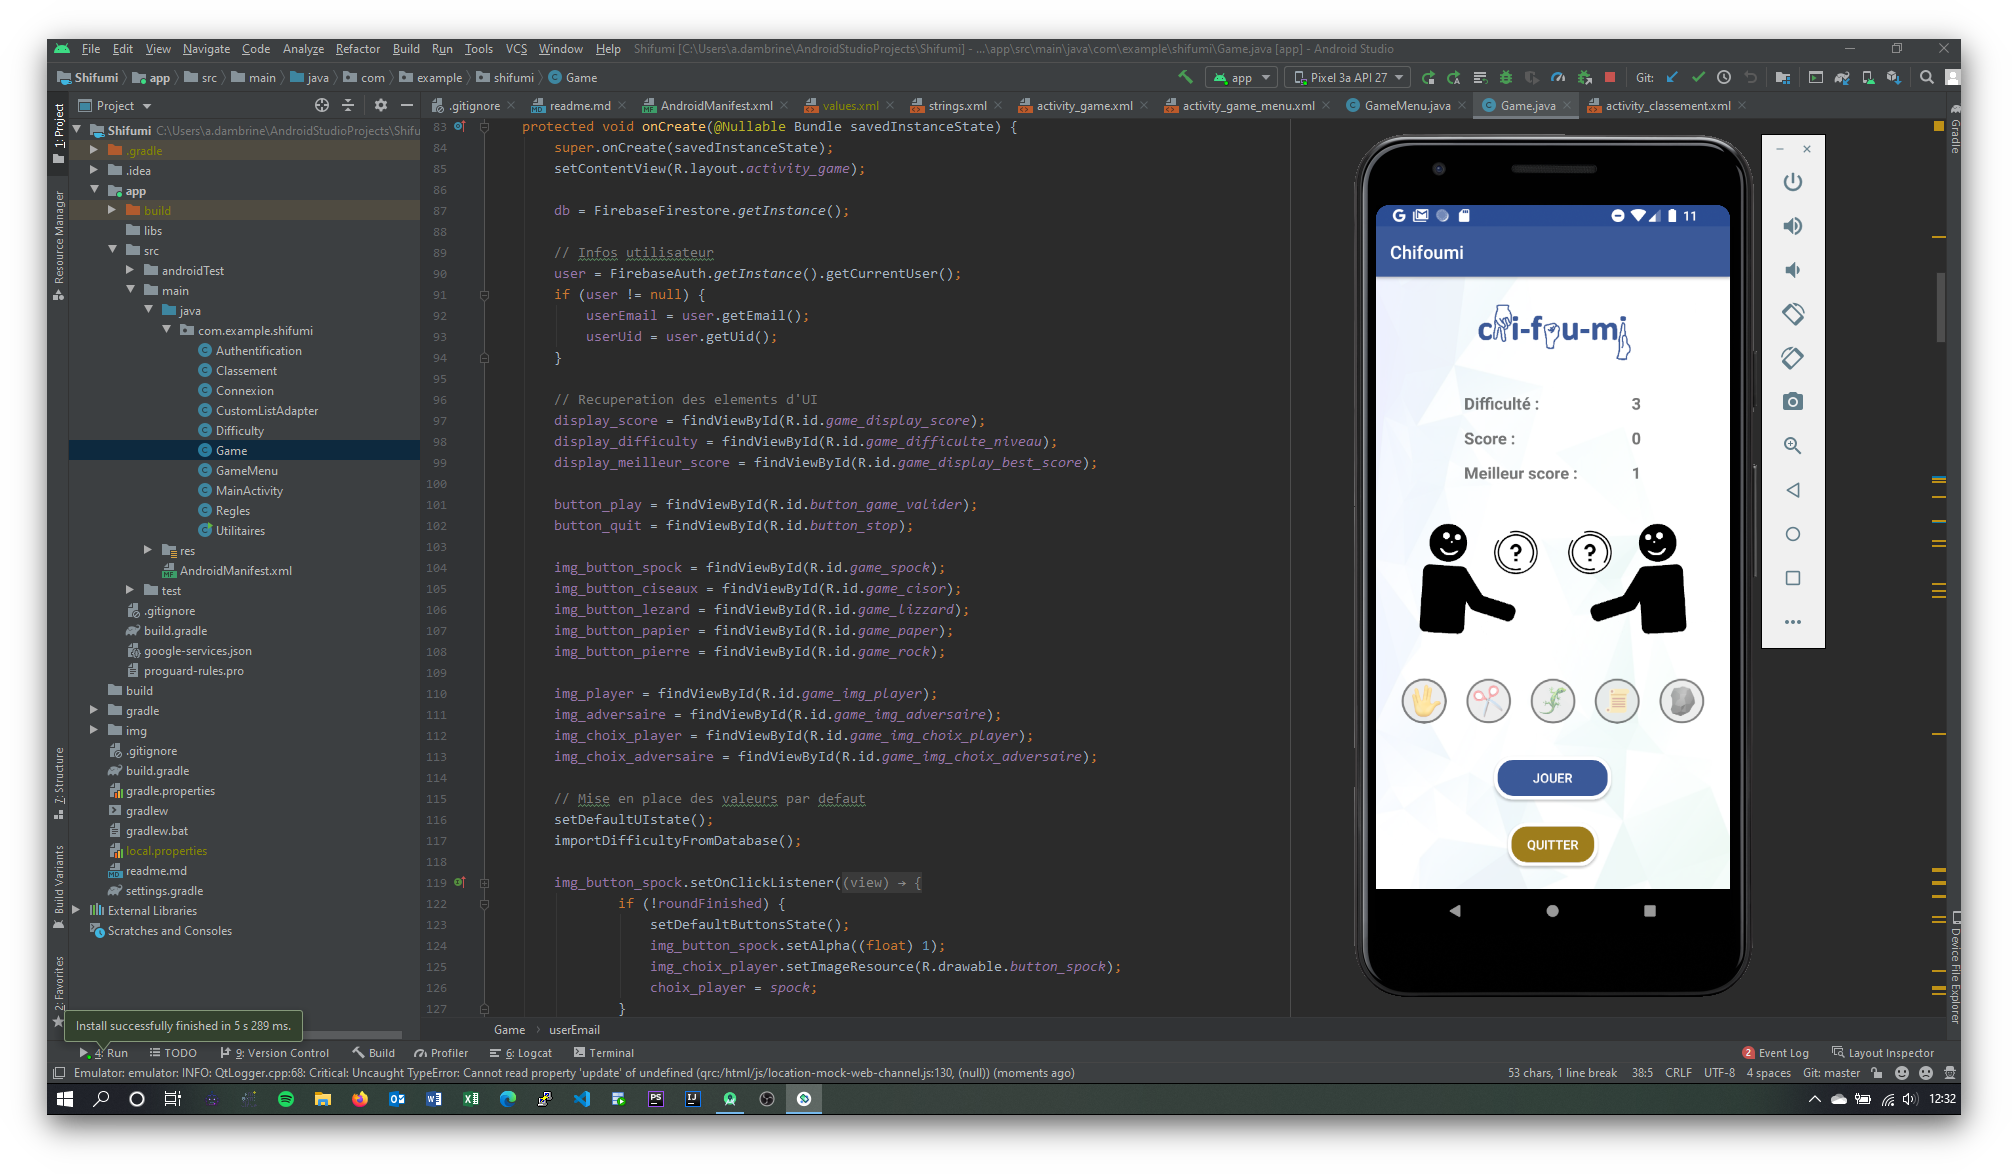 File Edit View Navigate Code Analyze Refactor Build Run Tools VCS Window Help Shifumi [C:\Users\a.dambrine\AndroidStudioProjects\Shifumi] - ...\app\src\main\java\com\example\shifumi\Game.java [app] - Android Studio
Shifumi app src main java com example shifumi Game app Pixel 3a API 27 Git:
Project
.gitignore readme.md AndroidManifest.xml values.xml strings.xml activity_game.xml activity_game_menu.xml GameMenu.java Game.java activity_classement.xml
1: Project
Resource Manager
7: Structure
Build Variants
2: Favorites
Shifumi C:\Users\a.dambrine\AndroidStudioProjects\Shifu
.gradle
.idea
app
build
libs
src
androidTest
main
java
com.example.shifumi
Authentification
Classement
Connexion
CustomListAdapter
Difficulty
Game
GameMenu
MainActivity
Regles
Utilitaires
res
AndroidManifest.xml
test
.gitignore
build.gradle
google-services.json
proguard-rules.pro
build
gradle
img
.gitignore
build.gradle
gradle.properties
gradlew
gradlew.bat
local.properties
readme.md
settings.gradle
External Libraries
Scratches and Consoles
83 protected void onCreate(@Nullable Bundle savedInstanceState) {
84 super.onCreate(savedInstanceState);
85 setContentView(R.layout.activity_game);
86
87 db = FirebaseFirestore.getInstance();
88
89 // Infos utilisateur
90 user = FirebaseAuth.getInstance().getCurrentUser();
91 if (user != null) {
92 userEmail = user.getEmail();
93 userUid = user.getUid();
94 }
95
96 // Recuperation des elements d'UI
97 display_score = findViewById(R.id.game_display_score);
98 display_difficulty = findViewById(R.id.game_difficulte_niveau);
99 display_meilleur_score = findViewById(R.id.game_display_best_score);
100
101 button_play = findViewById(R.id.button_game_valider);
102 button_quit = findViewById(R.id.button_stop);
103
104 img_button_spock = findViewById(R.id.game_spock);
105 img_button_ciseaux = findViewById(R.id.game_cisor);
106 img_button_lezard = findViewById(R.id.game_lizzard);
107 img_button_papier = findViewById(R.id.game_paper);
108 img_button_pierre = findViewById(R.id.game_rock);
109
110 img_player = findViewById(R.id.game_img_player);
111 img_adversaire = findViewById(R.id.game_img_adversaire);
112 img_choix_player = findViewById(R.id.game_img_choix_player);
113 img_choix_adversaire = findViewById(R.id.game_img_choix_adversaire);
114
115 // Mise en place des valeurs par defaut
116 setDefaultUIstate();
117 importDifficultyFromDatabase();
118
119 img_button_spock.setOnClickListener((view) → {
122 if (!roundFinished) {
123 setDefaultButtonsState();
124 img_button_spock.setAlpha((float) 1);
125 img_choix_player.setImageResource(R.drawable.button_spock);
126 choix_player = spock;
127 }
Game userEmail
G 11
Chifoumi
chi-fou-mi
Difficulté : 3
Score : 0
Meilleur score : 1
? ?
JOUER
QUITTER
Gradle
Device File Explorer
Install successfully finished in 5 s 289 ms.
4: Run TODO 9: Version Control Build Profiler 6: Logcat Terminal 2 Event Log Layout Inspector
Emulator: emulator: INFO: QtLogger.cpp:68: Critical: Uncaught TypeError: Cannot read property 'update' of undefined (qrc:/html/js/location-mock-web-channel.js:130, (null)) (moments ago) 53 chars, 1 line break 38:5 CRLF UTF-8 4 spaces Git: master
12:32